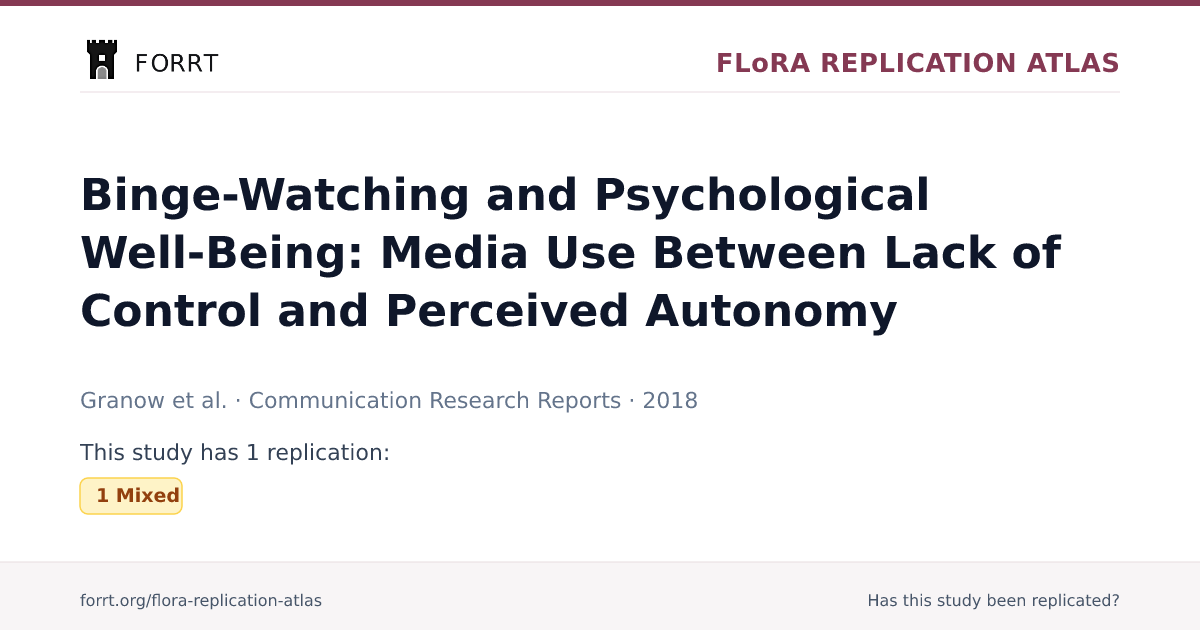 FORRT
FLoRA REPLICATION ATLAS
Binge-Watching and Psychological
Well-Being: Media Use Between Lack of
Control and Perceived Autonomy
Granow et al. · Communication Research Reports · 2018
This study has 1 replication:
1 Mixed
forrt.org/flora-replication-atlas
Has this study been replicated?